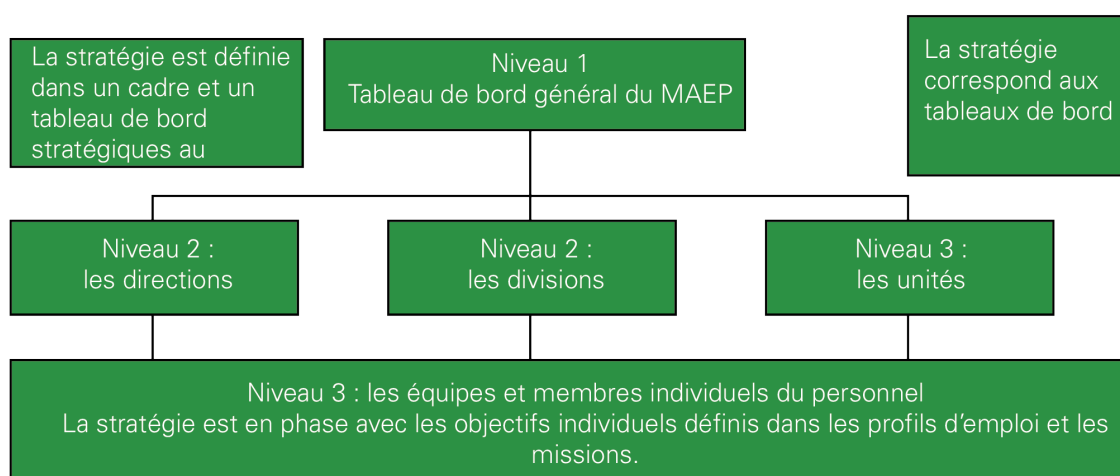 La stratégie est définie
dans un cadre et un
tableau de bord
stratégiques au
Niveau 1
Tableau de bord général du MAEP
La stratégie
correspond aux
tableaux de bord
Niveau 2 :
les directions
Niveau 2 :
les divisions
Niveau 3 :
les unités
Niveau 3 : les équipes et membres individuels du personnel
La stratégie est en phase avec les objectifs individuels définis dans les profils d’emploi et les
missions.